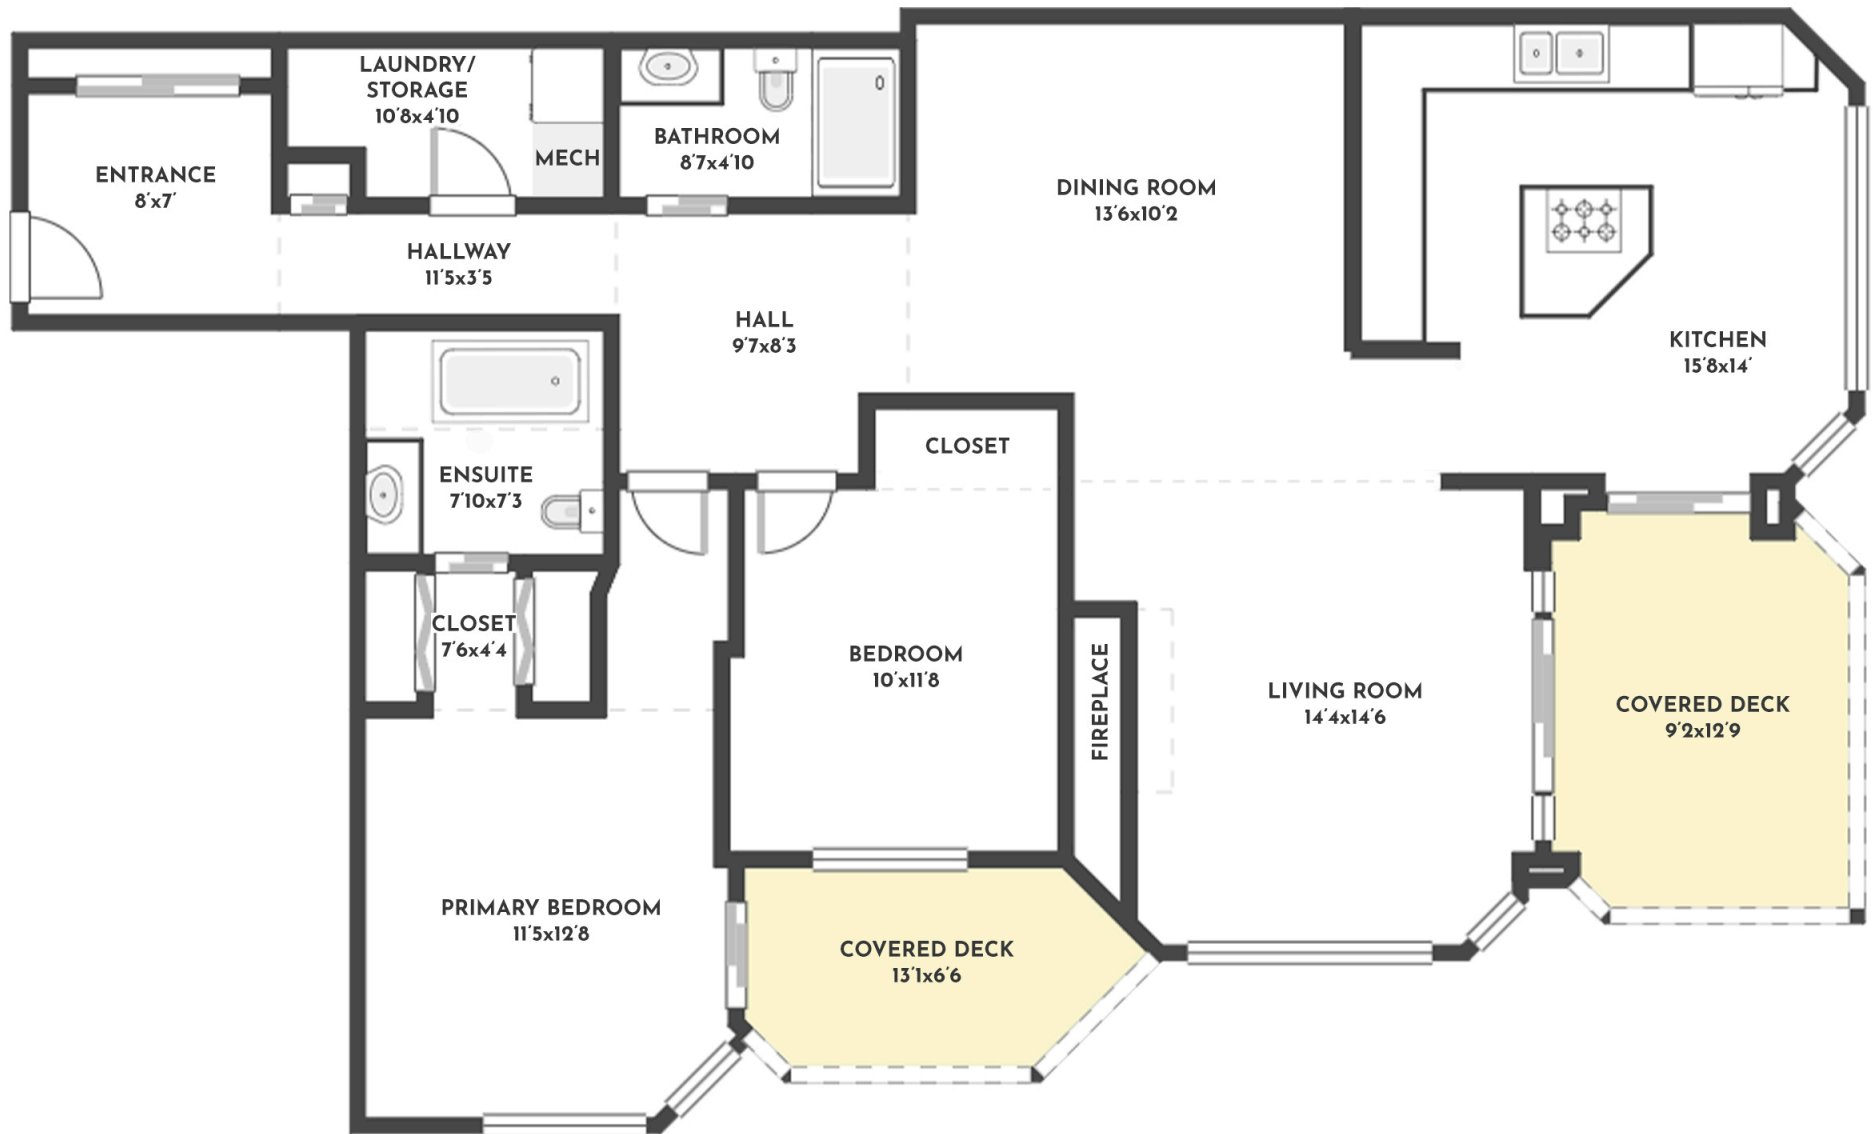 LAUNDRY/
STORAGE
10'8x4'10
MECH
BATHROOM
8'7x4'10
ENTRANCE
8'x7'
DINING ROOM
13'6x10'2
HALLWAY
11'5x3'5
HALL
9'7x8'3
KITCHEN
15'8x14'
CLOSET
ENSUITE
7'10x7'3
CLOSET
7'6x4'4
BEDROOM
10'x11'8
FIREPLACE
LIVING ROOM
14'4x14'6
COVERED DECK
9'2x12'9
PRIMARY BEDROOM
11'5x12'8
COVERED DECK
13'1x6'6